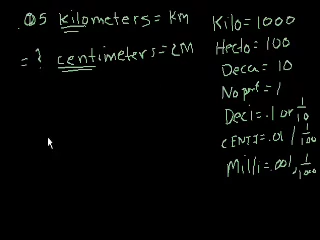 .05 kilometers = km
= ? centimeters = cm
Kilo = 1000
Hecto = 100
Deca = 10
No pref = 1
Deci = .1 or 1/10
CENTI = .01 / 1/100
Milli = .001, 1/1000